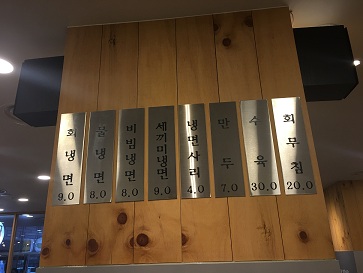 회냉면 9.0
물냉면 8.0
비빔냉면 8.0
세끼미냉면 9.0
냉면사리 4.0
만두 7.0
수육 30.0
회무침 20.0